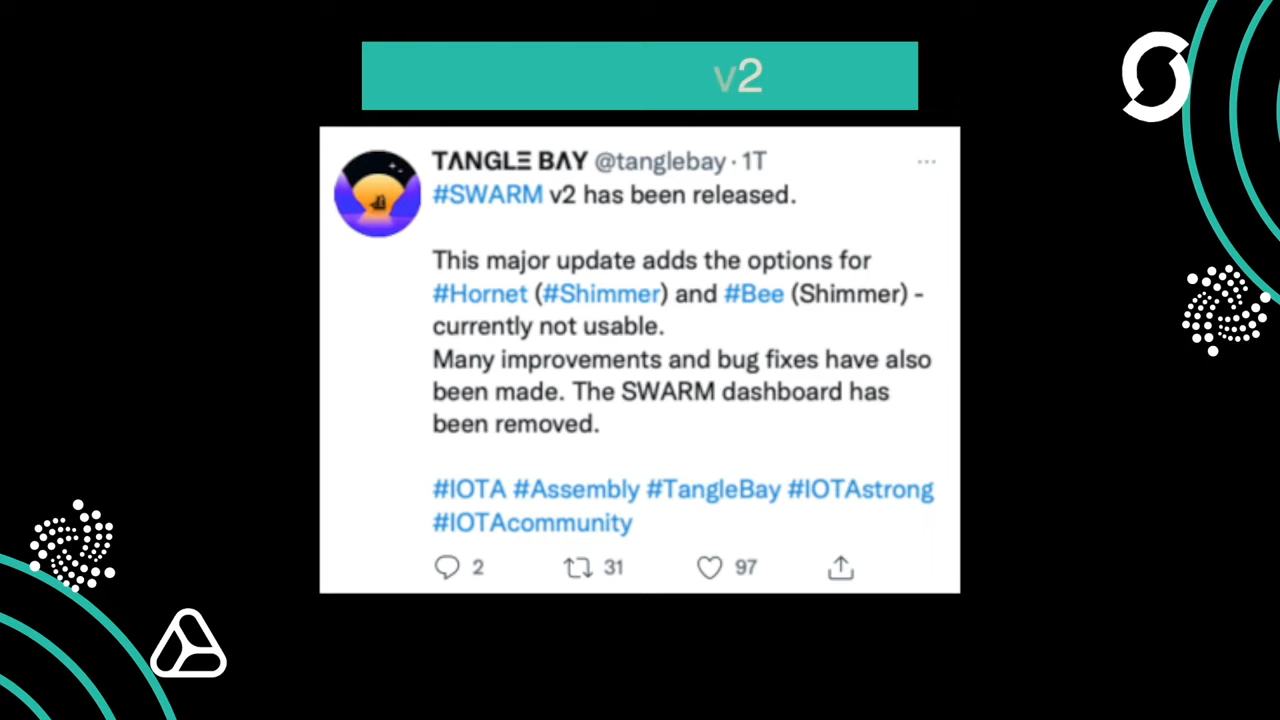 v2
TANGLE BAY @tanglebay · 1T
#SWARM v2 has been released.
This major update adds the options for
#Hornet (#Shimmer) and #Bee (Shimmer) -
currently not usable.
Many improvements and bug fixes have also
been made. The SWARM dashboard has
been removed.
#IOTA #Assembly #TangleBay #IOTAstrong
#IOTAcommunity
2 31 97